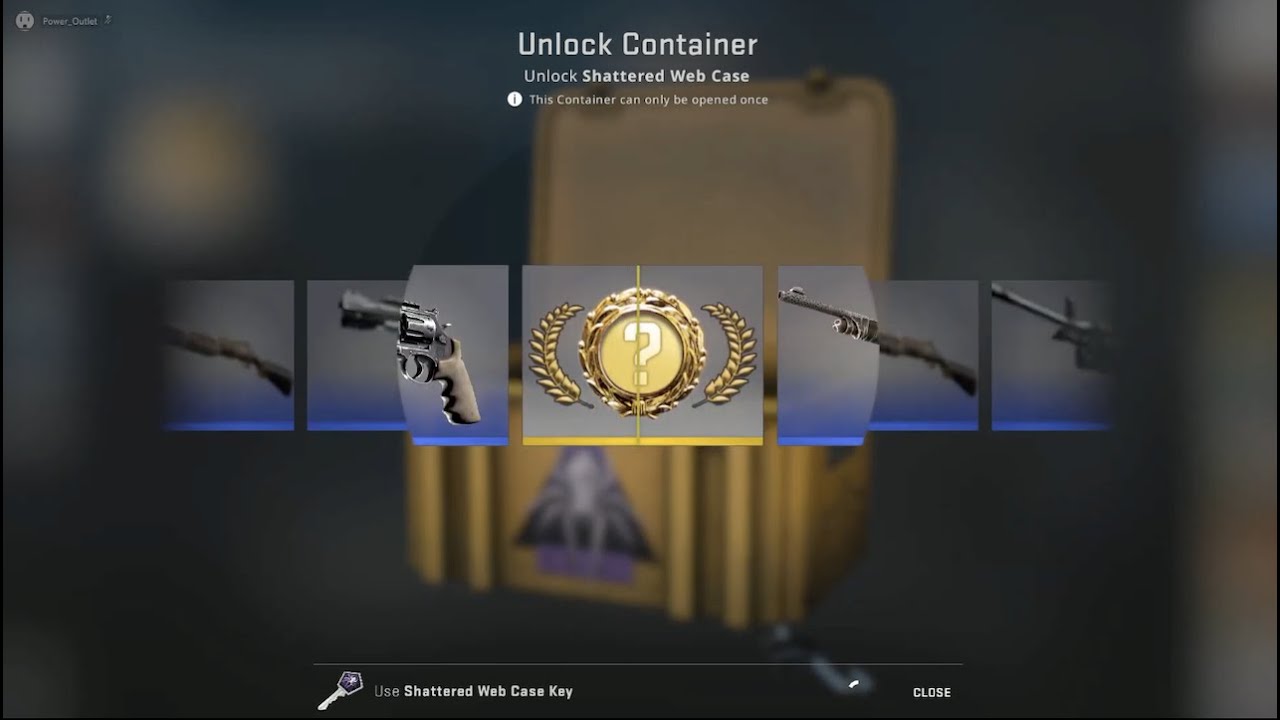 Power_Outlet
Unlock Container
Unlock Shattered Web Case
i This Container can only be opened once
?
Use Shattered Web Case Key
CLOSE